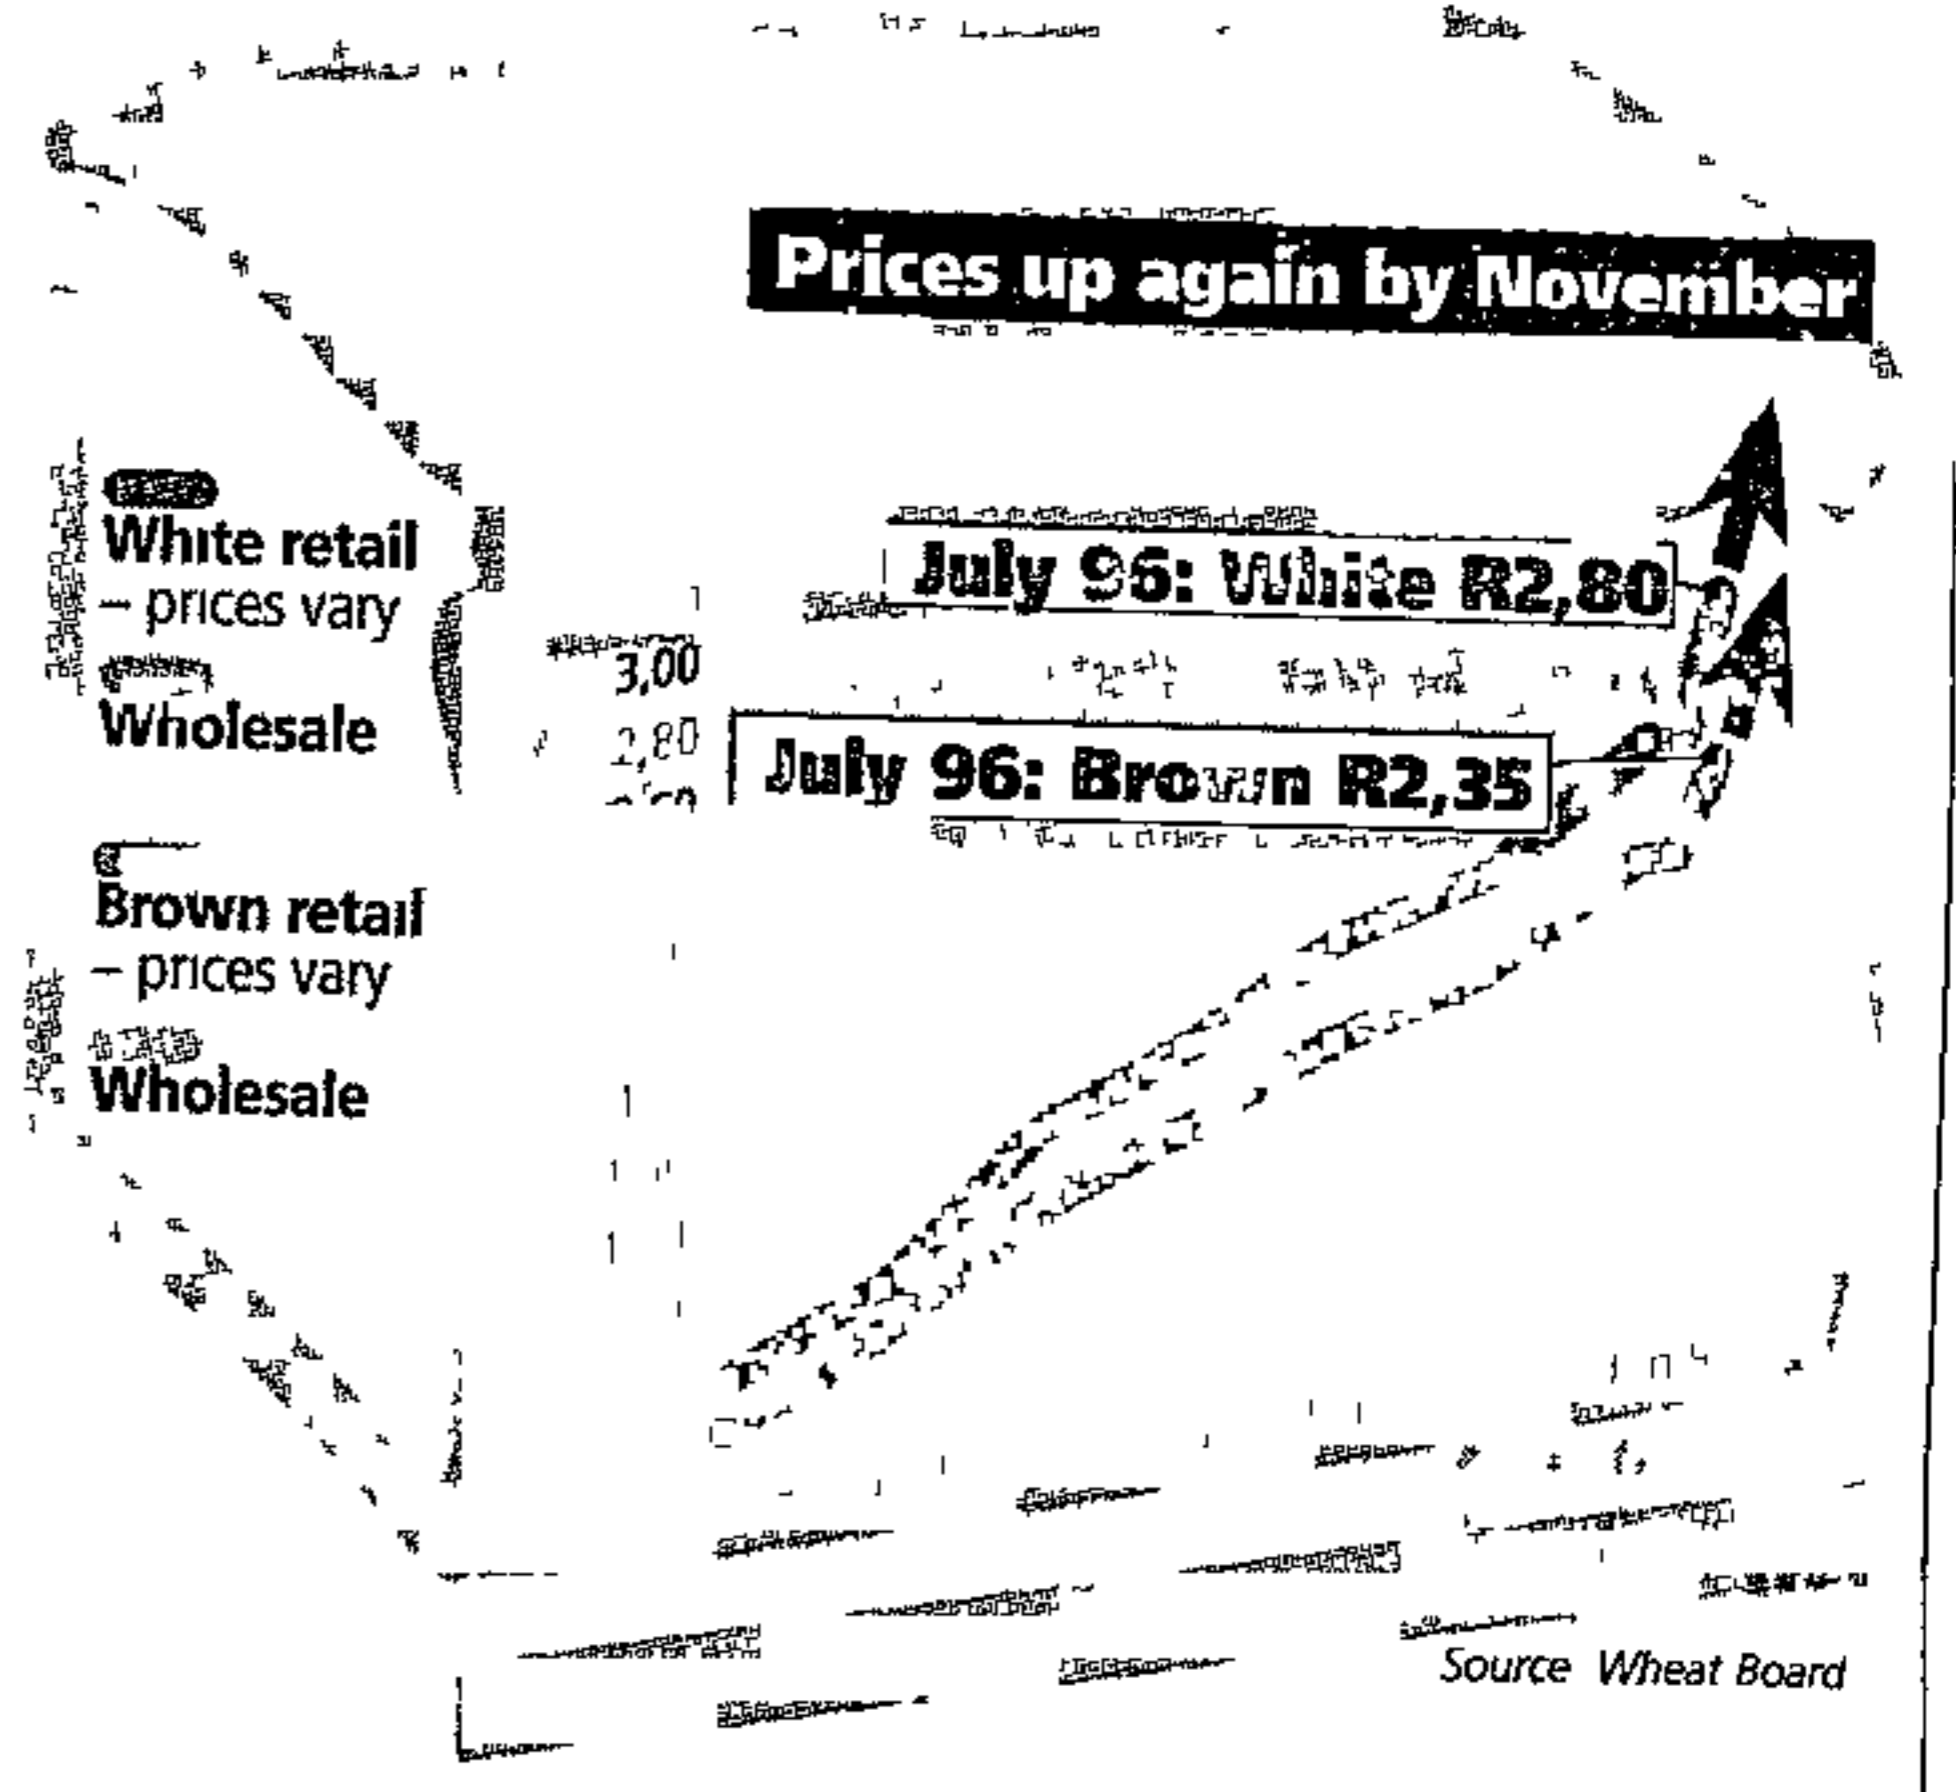 Prices up again by November
White retail
– prices vary
Wholesale
July 96: White R2,80
3,00
2,80
July 96: Brown R2,35
Brown retail
– prices vary
Wholesale
Source Wheat Board